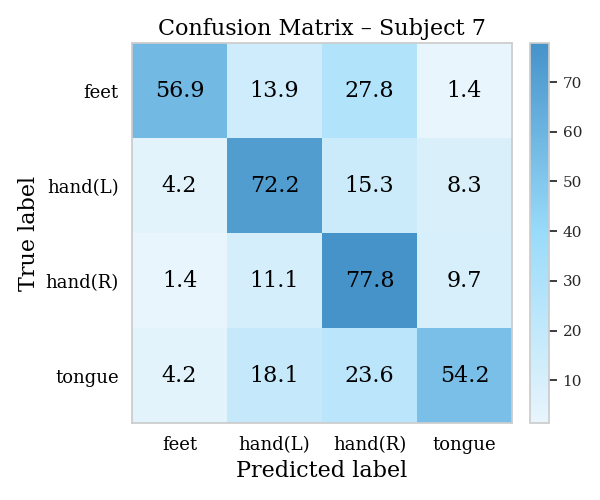 Confusion Matrix – Subject 7
feet 56.9 13.9 27.8 1.4
hand(L) 4.2 72.2 15.3 8.3
hand(R) 1.4 11.1 77.8 9.7
tongue 4.2 18.1 23.6 54.2
feet hand(L) hand(R) tongue
Predicted label
True label
70
60
50
40
30
20
10